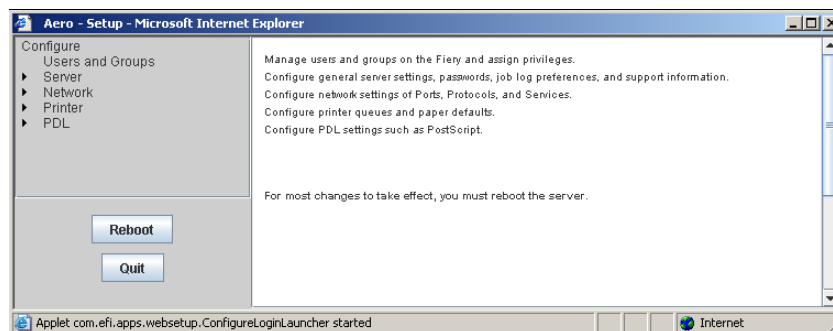 Aero - Setup - Microsoft Internet Explorer
Configure
Users and Groups
Server
Network
Printer
PDL
Manage users and groups on the Fiery and assign privileges.
Configure general server settings, passwords, job log preferences, and support information.
Configure network settings of Ports, Protocols, and Services.
Configure printer queues and paper defaults.
Configure PDL settings such as PostScript.
For most changes to take effect, you must reboot the server.
Reboot
Quit
Applet com.efi.apps.websetup.ConfigureLoginLauncher started
Internet